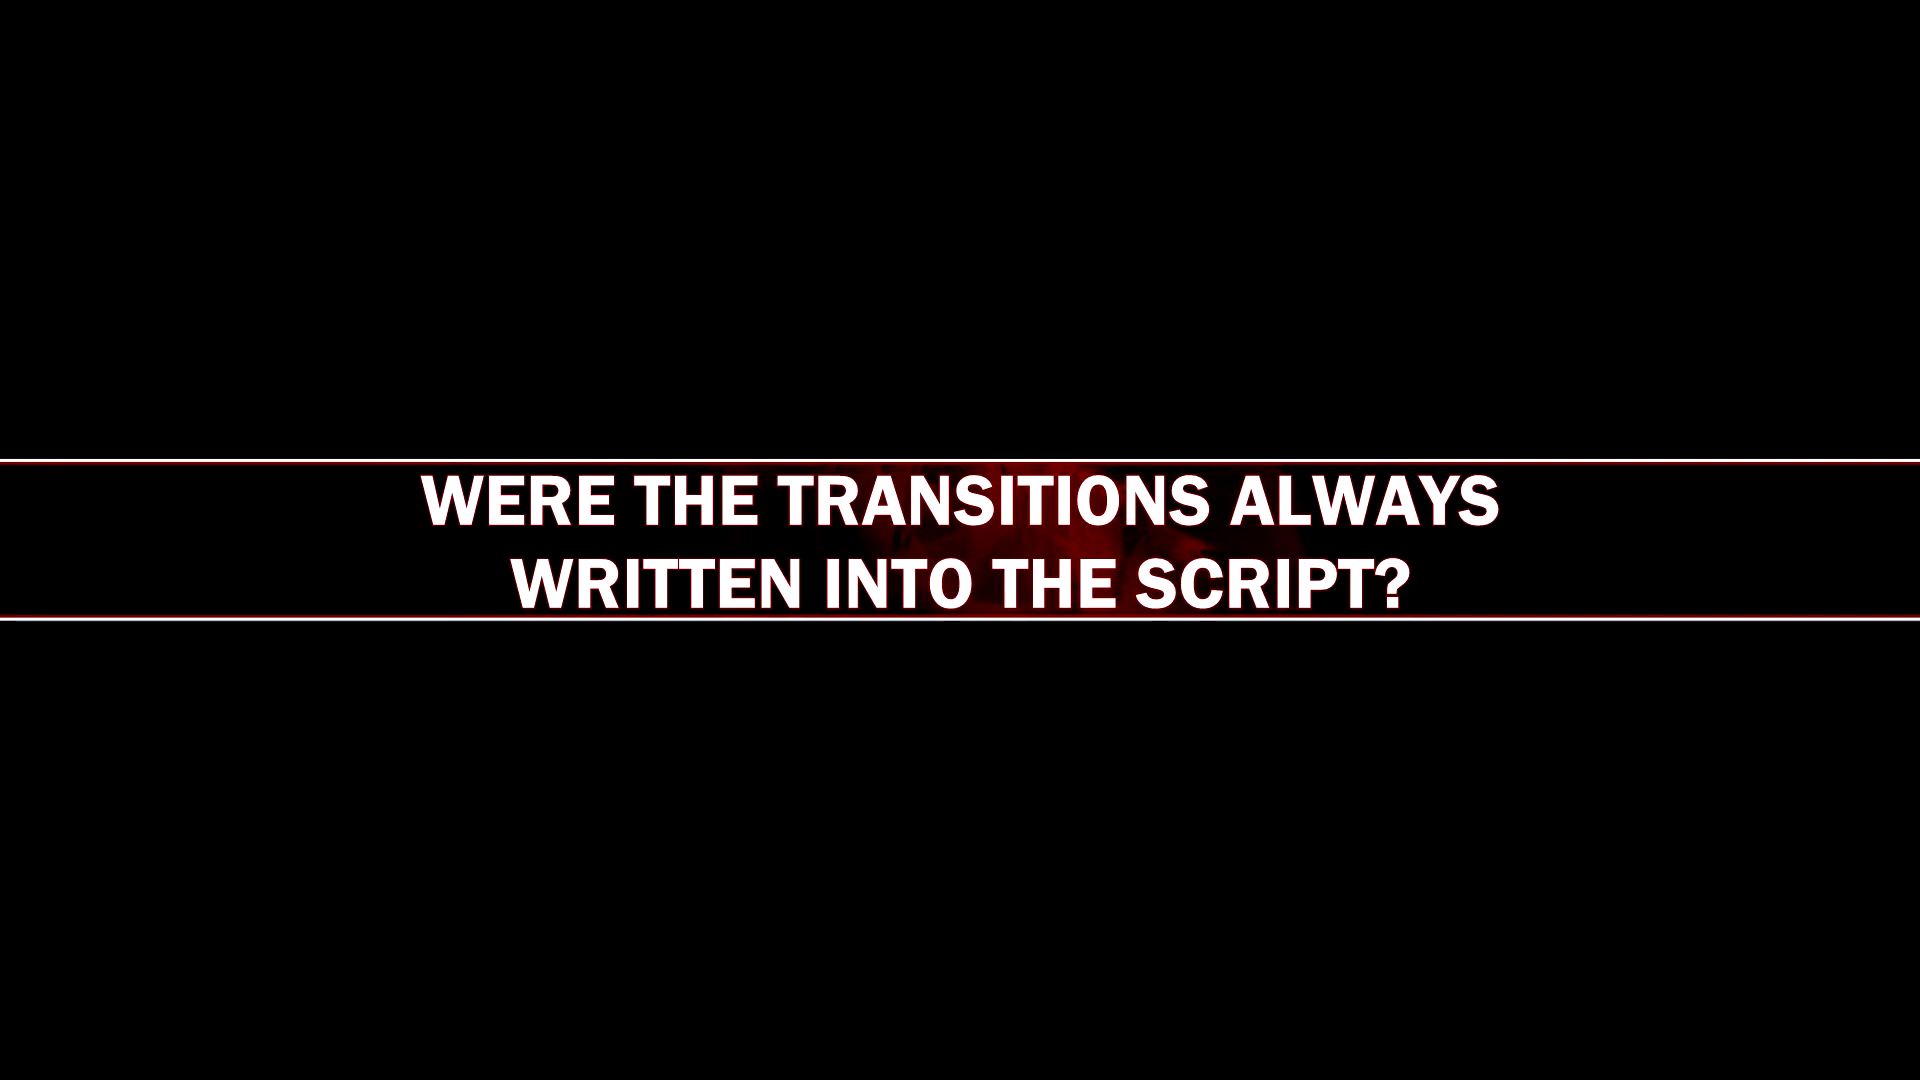 WERE THE TRANSITIONS ALWAYS
WRITTEN INTO THE SCRIPT?